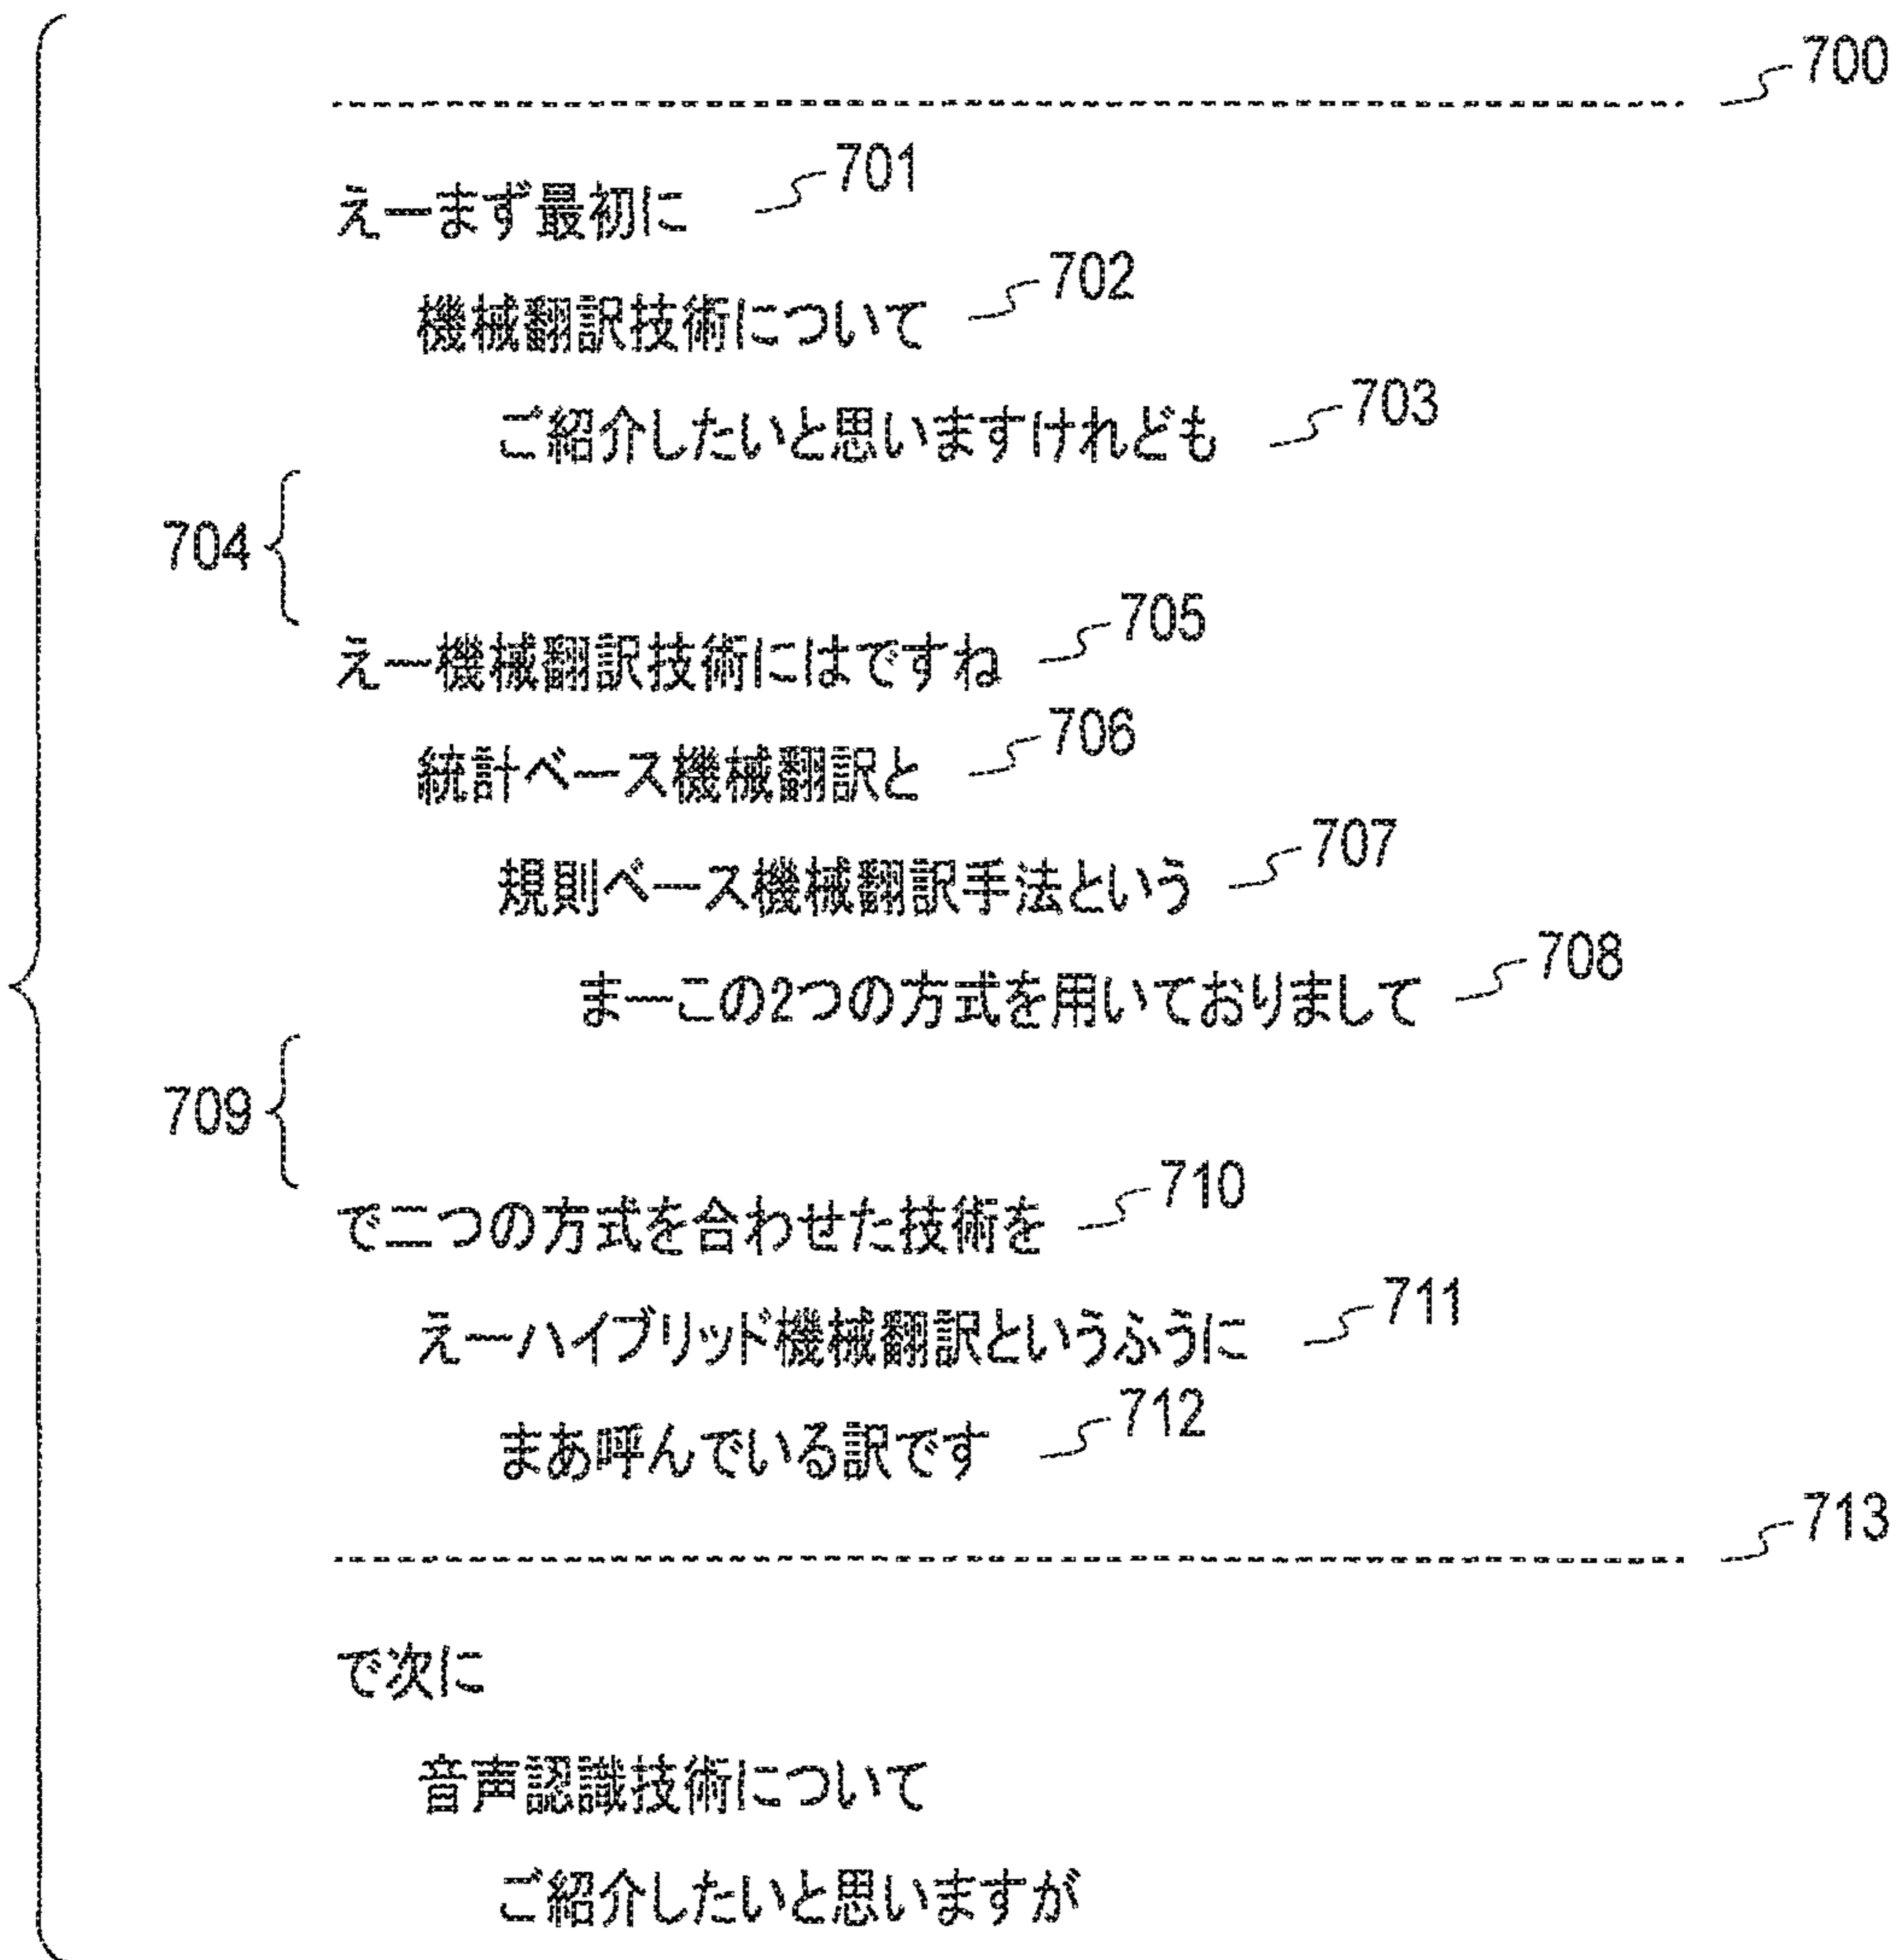 700
えーまず最初に 701
機械翻訳技術について 702
ご紹介したいと思いますけれども 703
704
えー機械翻訳技術にはですね 705
統計ベース機械翻訳と 706
規則ベース機械翻訳手法という 707
まーこの2つの方式を用いておりまして 708
709
で二つの方式を合わせた技術を 710
えーハイブリッド機械翻訳というふうに 711
まあ呼んでいる訳です 712
713
で次に
音声認識技術について
ご紹介したいと思いますが